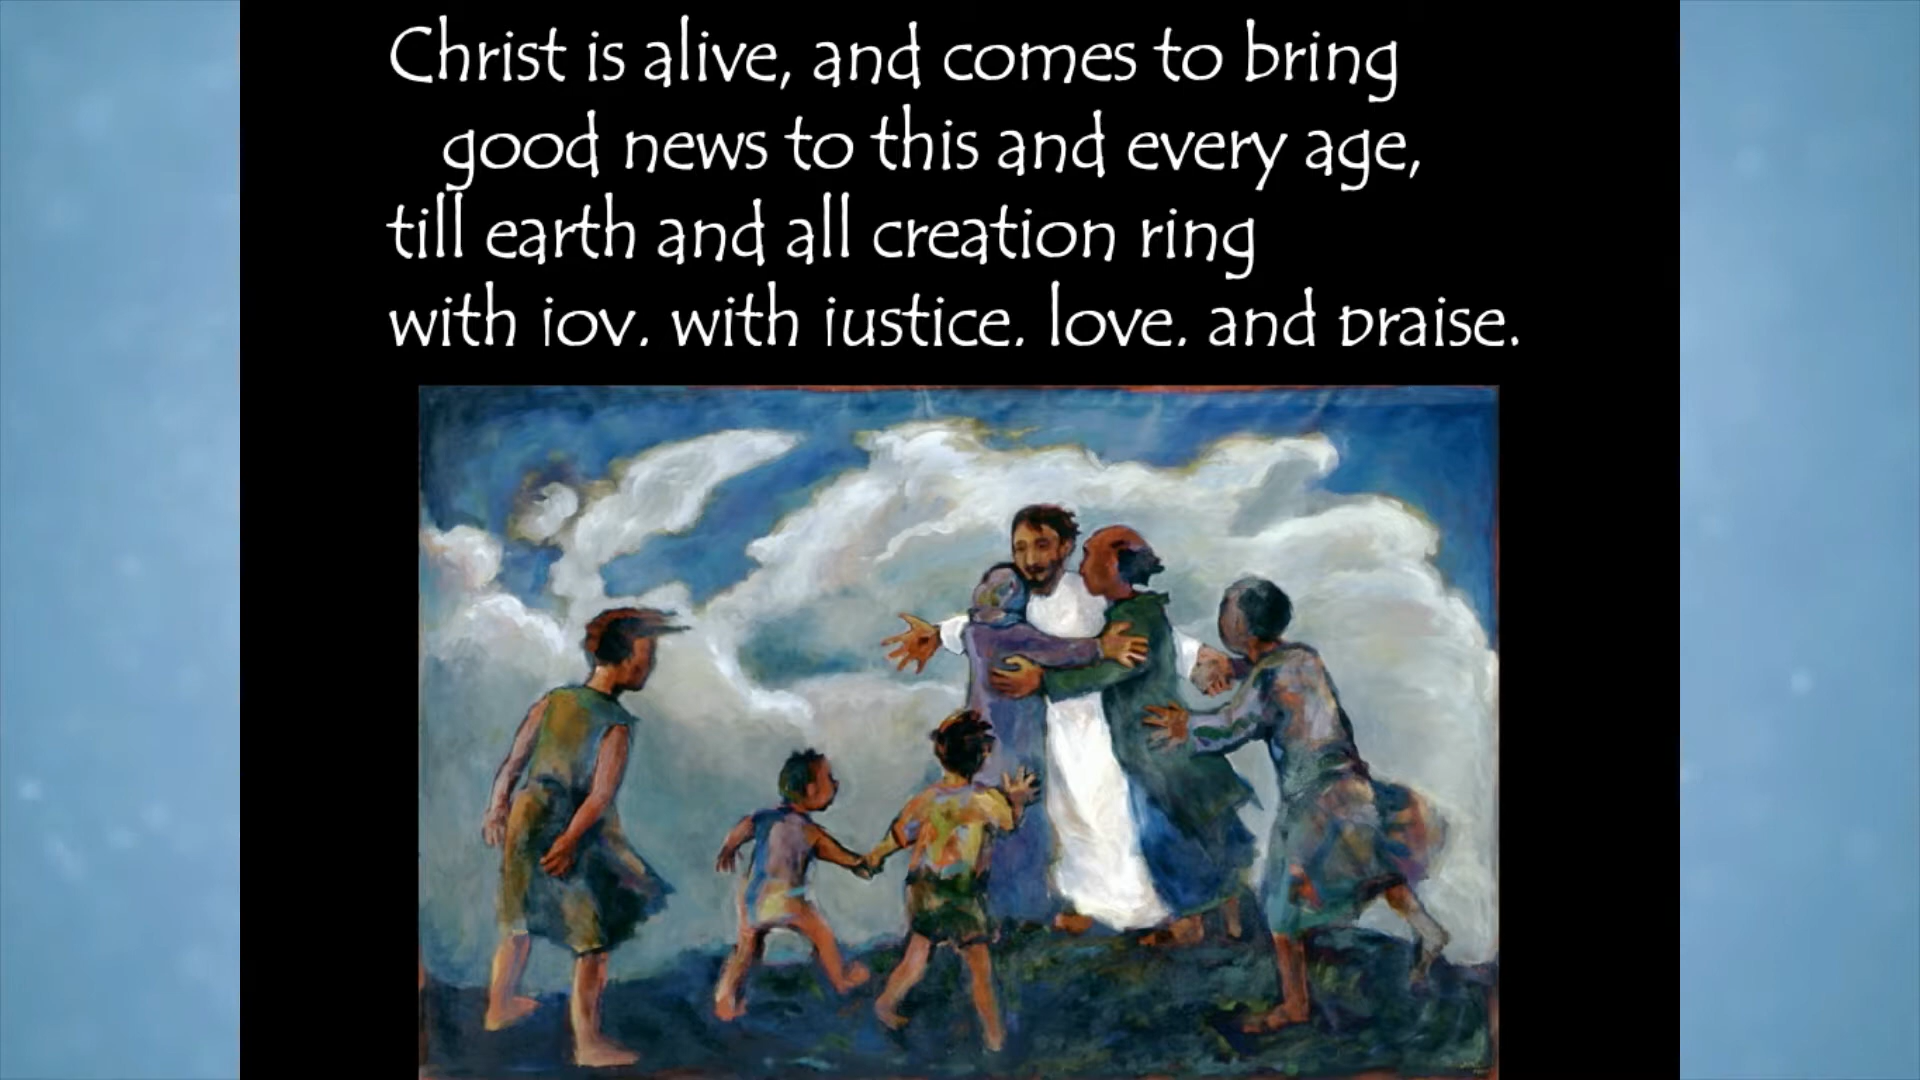 Christ is alive, and comes to bring
good news to this and every age,
till earth and all creation ring
with joy, with justice, love, and praise.